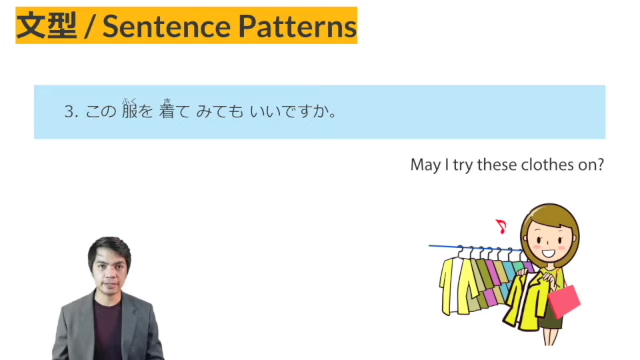 文型 / Sentence Patterns
3. この 服を 着て みても いいですか。
May I try these clothes on?